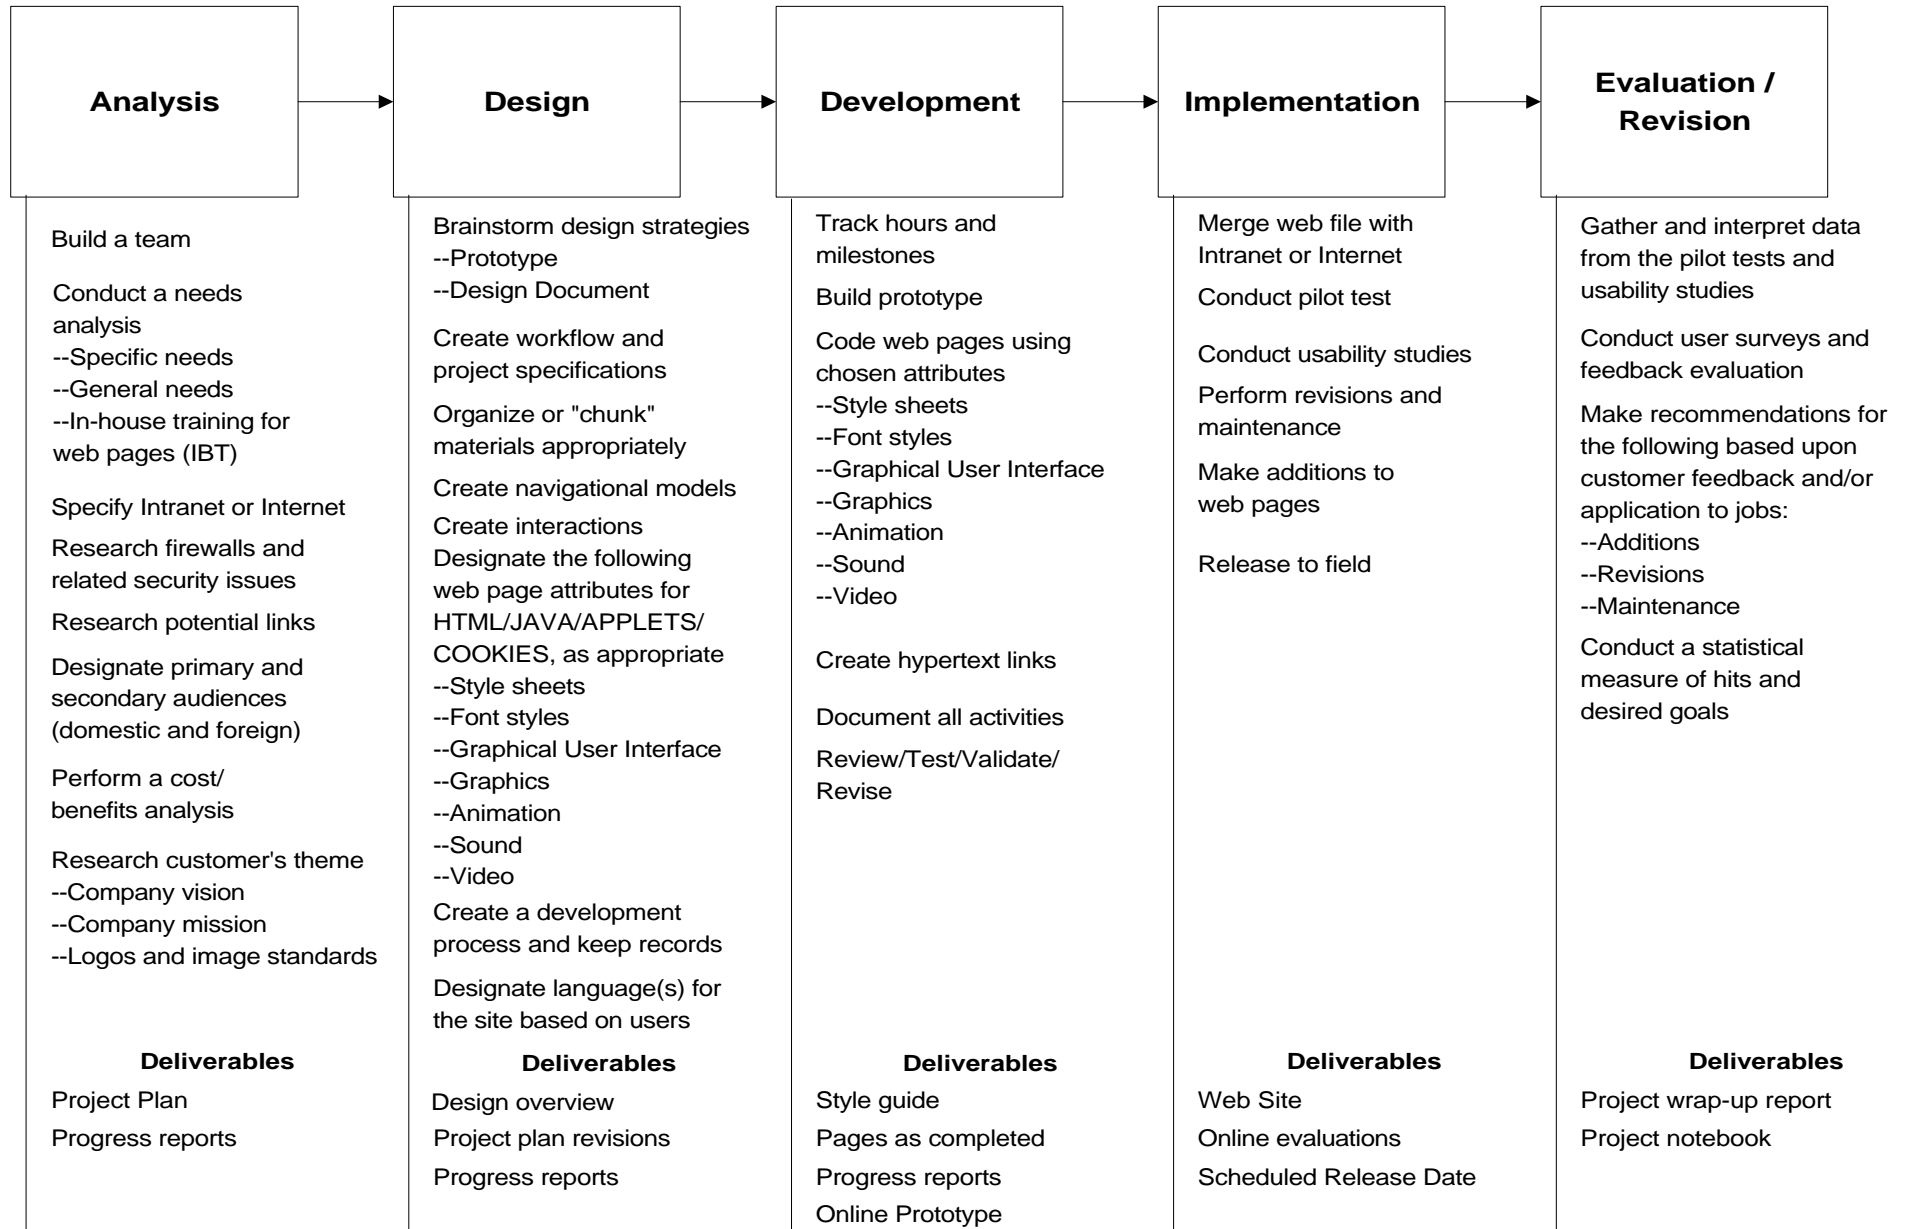 Analysis
Build a team
Conduct a needs
analysis
--Specific needs
--General needs
--In-house training for
web pages (IBT)
Specify Intranet or Internet
Research firewalls and
related security issues
Research potential links
Designate primary and
secondary audiences
(domestic and foreign)
Perform a cost/
benefits analysis
Research customer's theme
--Company vision
--Company mission
--Logos and image standards
Deliverables
Project Plan
Progress reports
Design
Brainstorm design strategies
--Prototype
--Design Document
Create workflow and
project specifications
Organize or "chunk"
materials appropriately
Create navigational models
Create interactions
Designate the following
web page attributes for
HTML/JAVA/APPLETS/
COOKIES, as appropriate
--Style sheets
--Font styles
--Graphical User Interface
--Graphics
--Animation
--Sound
--Video
Create a development
process and keep records
Designate language(s) for
the site based on users
Deliverables
Design overview
Project plan revisions
Progress reports
Development
Track hours and
milestones
Build prototype
Code web pages using
chosen attributes
--Style sheets
--Font styles
--Graphical User Interface
--Graphics
--Animation
--Sound
--Video
Create hypertext links
Document all activities
Review/Test/Validate/
Revise
Deliverables
Style guide
Pages as completed
Progress reports
Online Prototype
Implementation
Merge web file with
Intranet or Internet
Conduct pilot test
Conduct usability studies
Perform revisions and
maintenance
Make additions to
web pages
Release to field
Deliverables
Web Site
Online evaluations
Scheduled Release Date
Evaluation /
Revision
Gather and interpret data
from the pilot tests and
usability studies
Conduct user surveys and
feedback evaluation
Make recommendations for
the following based upon
customer feedback and/or
application to jobs:
--Additions
--Revisions
--Maintenance
Conduct a statistical
measure of hits and
desired goals
Deliverables
Project wrap-up report
Project notebook